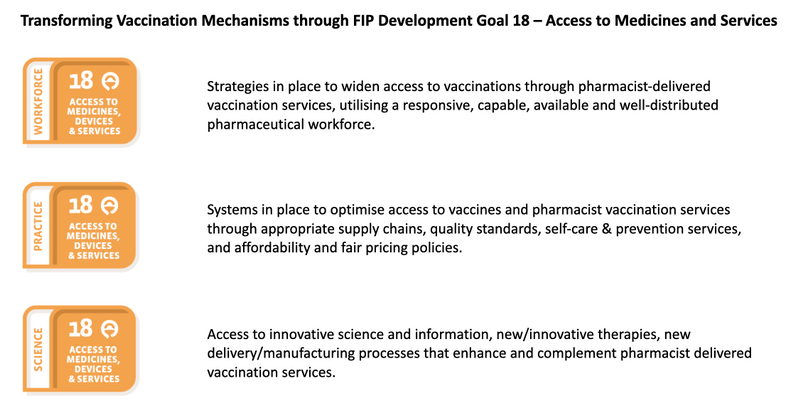 Transforming Vaccination Mechanisms through FIP Development Goal 18 – Access to Medicines and Services
WORKFORCE
18
ACCESS TO
MEDICINES,
DEVICES
& SERVICES
Strategies in place to widen access to vaccinations through pharmacist-delivered
vaccination services, utilising a responsive, capable, available and well-distributed
pharmaceutical workforce.
PRACTICE
18
ACCESS TO
MEDICINES,
DEVICES
& SERVICES
Systems in place to optimise access to vaccines and pharmacist vaccination services
through appropriate supply chains, quality standards, self-care & prevention services,
and affordability and fair pricing policies.
SCIENCE
18
ACCESS TO
MEDICINES,
DEVICES
& SERVICES
Access to innovative science and information, new/innovative therapies, new
delivery/manufacturing processes that enhance and complement pharmacist delivered
vaccination services.